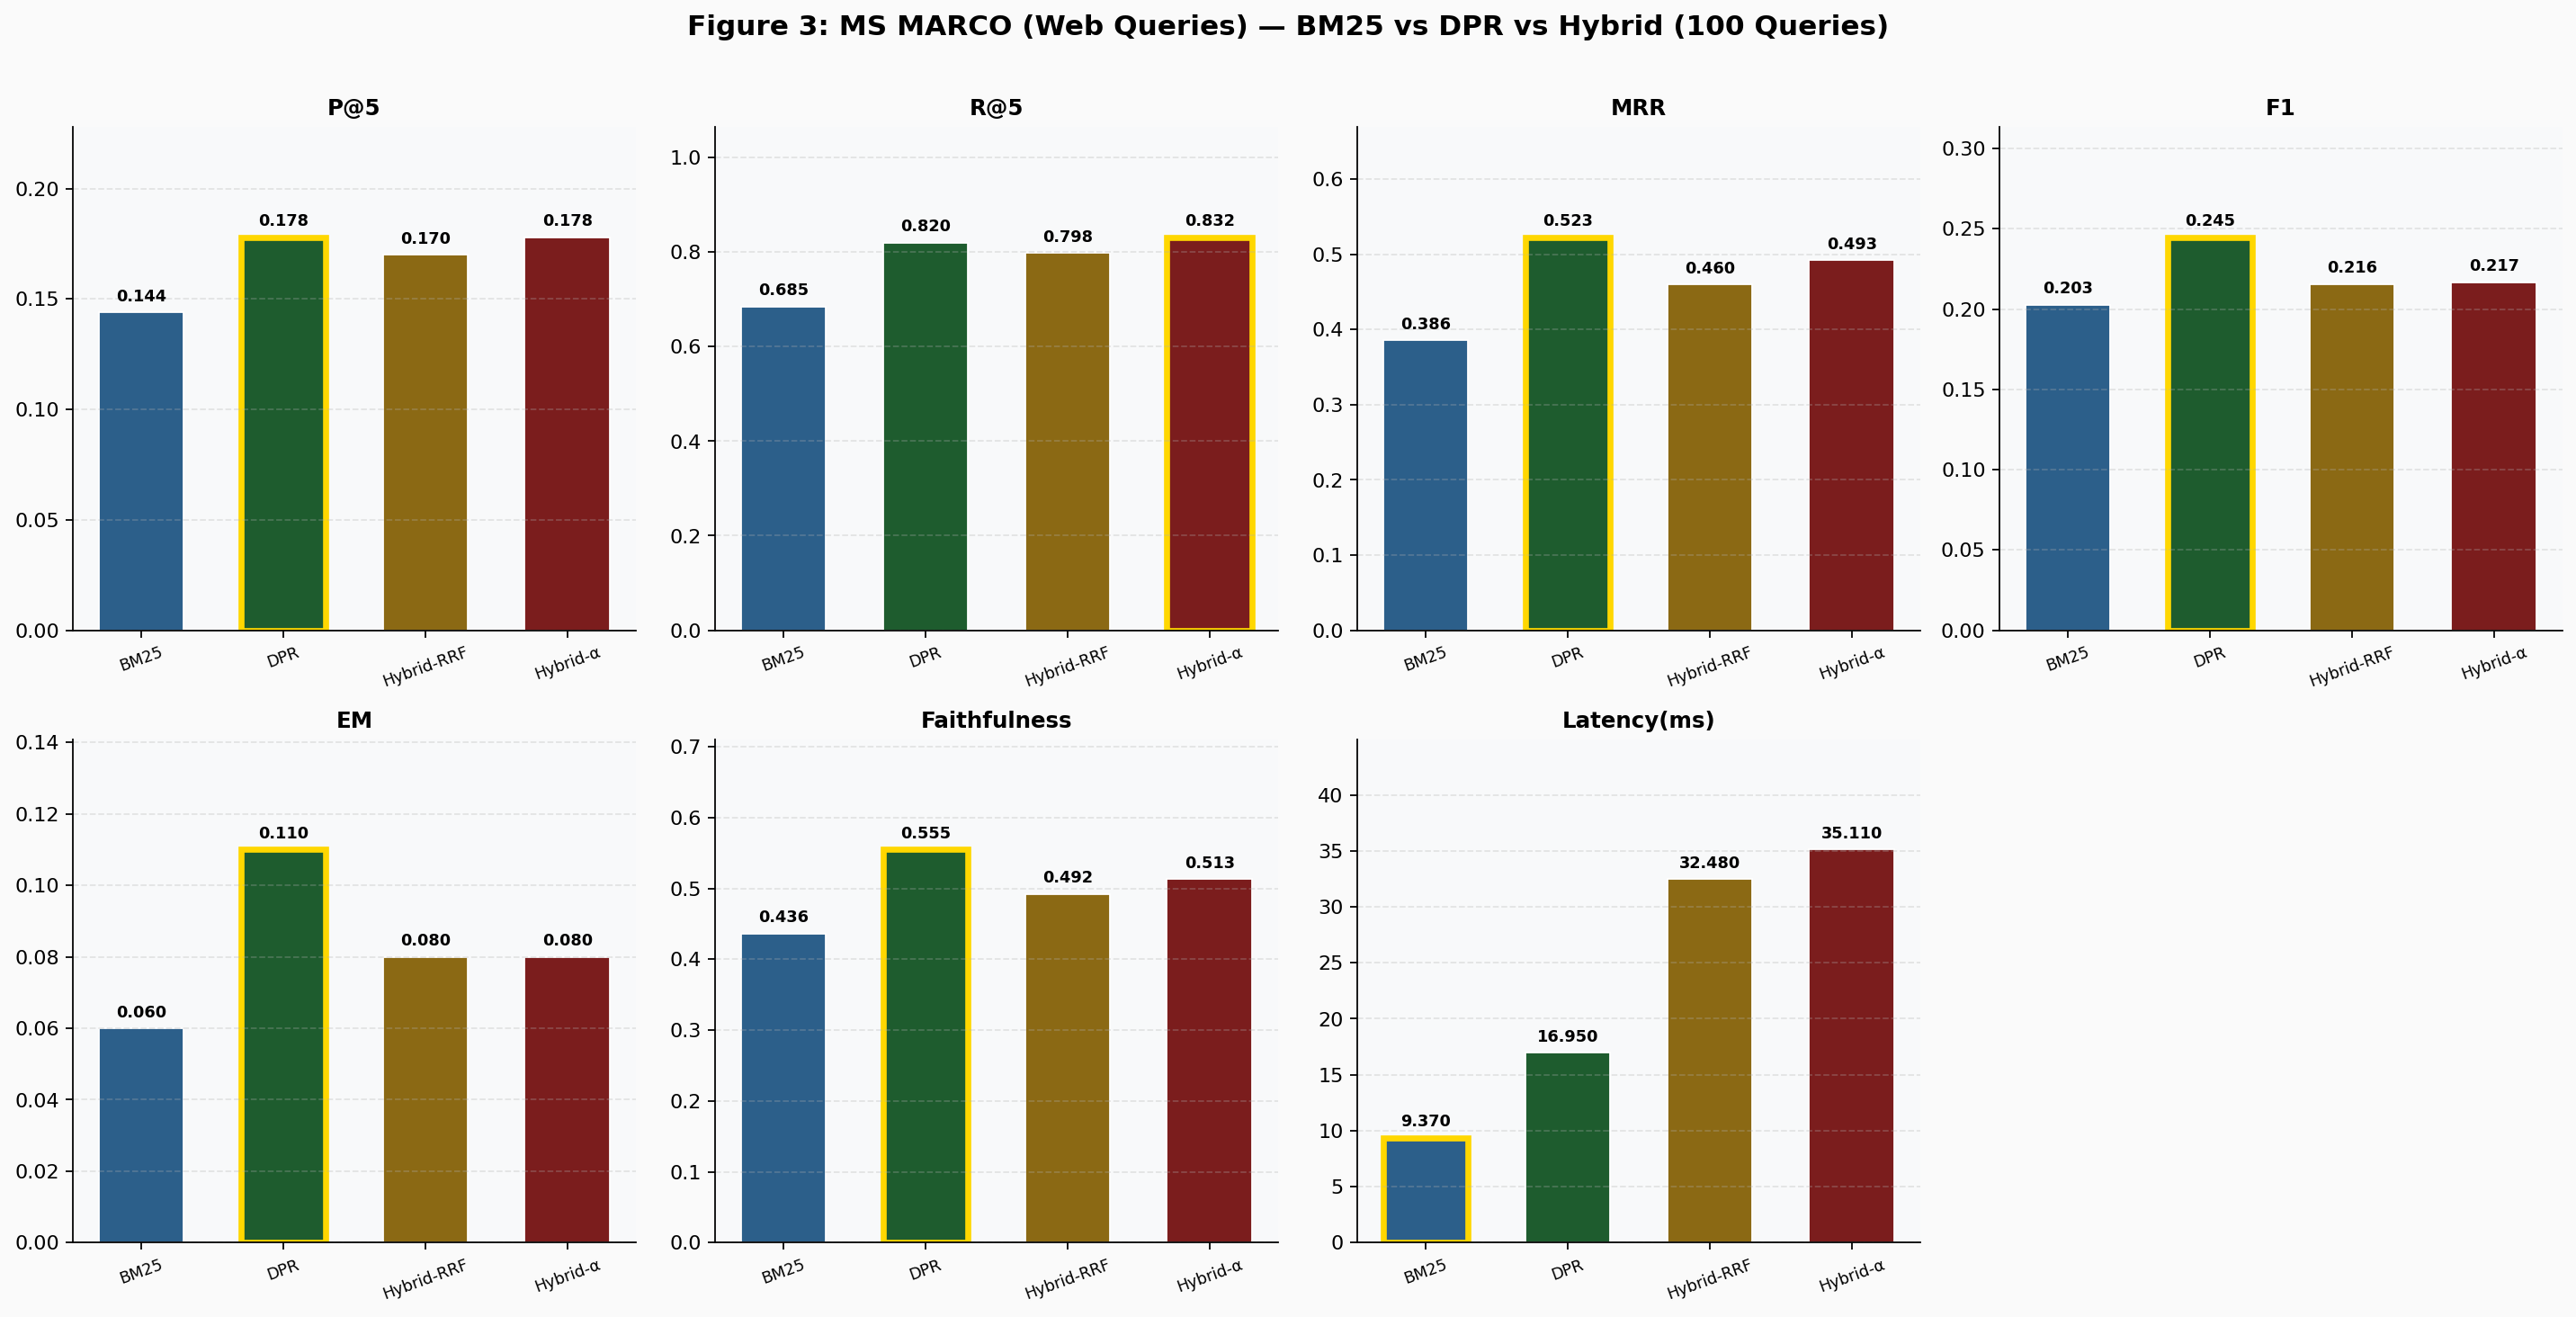 Figure 3: MS MARCO (Web Queries) — BM25 vs DPR vs Hybrid (100 Queries)
P@5
0.20
0.15
0.10
0.05
0.00
0.144
0.178
0.170
0.178
BM25
DPR
Hybrid-RRF
Hybrid-α
R@5
1.0
0.8
0.6
0.4
0.2
0.0
0.685
0.820
0.798
0.832
BM25
DPR
Hybrid-RRF
Hybrid-α
MRR
0.6
0.5
0.4
0.3
0.2
0.1
0.0
0.386
0.523
0.460
0.493
BM25
DPR
Hybrid-RRF
Hybrid-α
F1
0.30
0.25
0.20
0.15
0.10
0.05
0.00
0.203
0.245
0.216
0.217
BM25
DPR
Hybrid-RRF
Hybrid-α
EM
0.14
0.12
0.10
0.08
0.06
0.04
0.02
0.00
0.060
0.110
0.080
0.080
BM25
DPR
Hybrid-RRF
Hybrid-α
Faithfulness
0.7
0.6
0.5
0.4
0.3
0.2
0.1
0.0
0.436
0.555
0.492
0.513
BM25
DPR
Hybrid-RRF
Hybrid-α
Latency(ms)
40
35
30
25
20
15
10
5
0
9.370
16.950
32.480
35.110
BM25
DPR
Hybrid-RRF
Hybrid-α